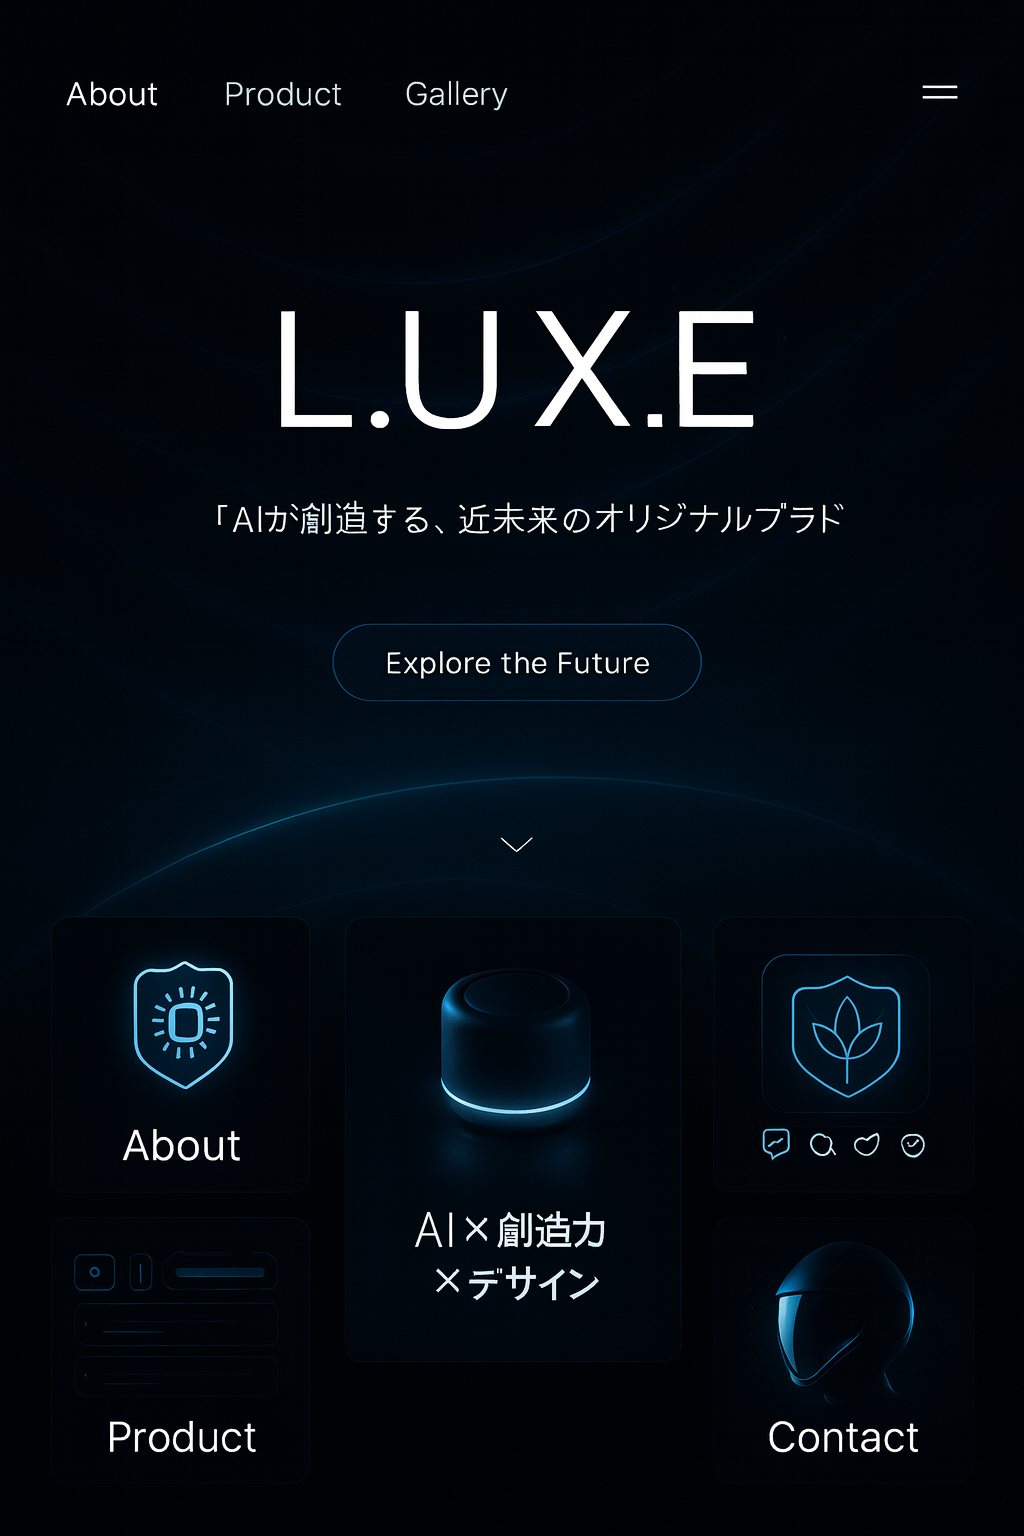 About Product Gallery
L.UX.E
「AIが創造する、近未来のオリジナルブラド
Explore the Future
About
AI×創造力
×デザイン
Product
Contact